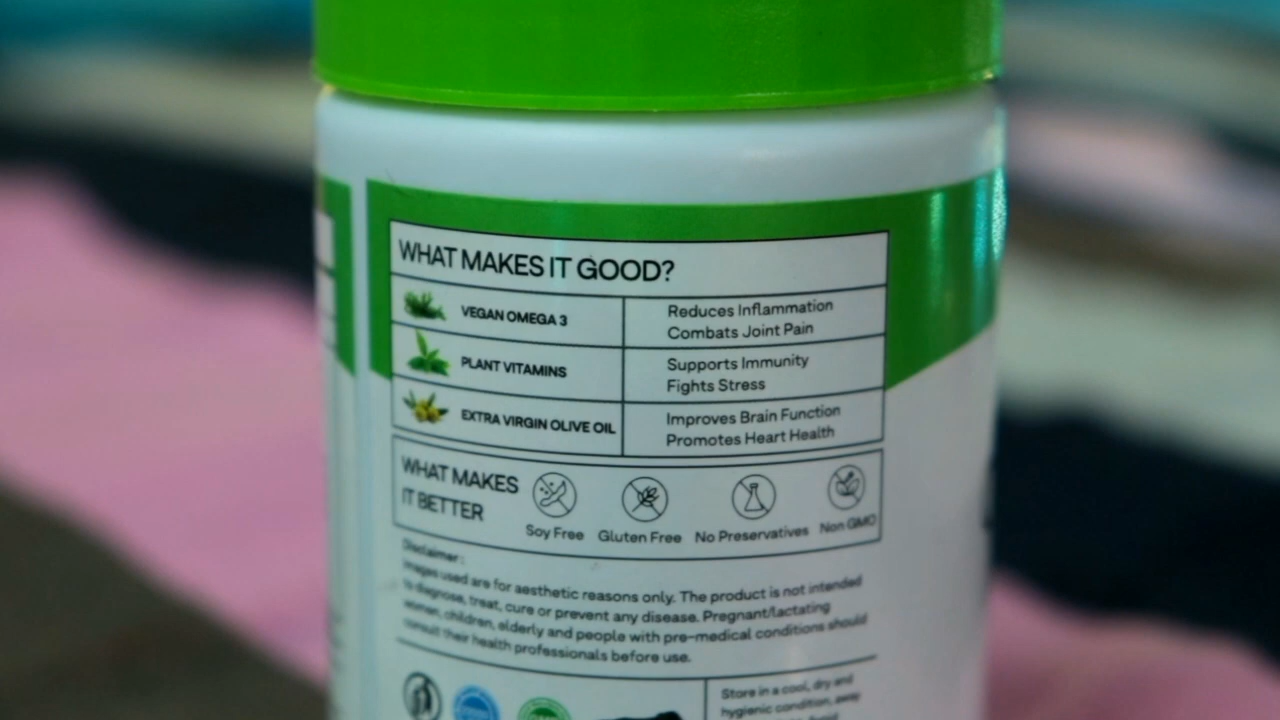 WHAT MAKES IT GOOD?
VEGAN OMEGA 3
Reduces Inflammation
Combats Joint Pain
PLANT VITAMINS
Supports Immunity
Fights Stress
EXTRA VIRGIN OLIVE OIL
Improves Brain Function
Promotes Heart Health
WHAT MAKES
IT BETTER
Soy Free
Gluten Free
No Preservatives
Non GMO
Disclaimer :
Images used are for aesthetic reasons only. The product is not intended
to diagnose, treat, cure or prevent any disease. Pregnant/lactating
women, children, elderly and people with pre-medical conditions should
consult their health professionals before use.
Store in a cool, dry and
hygienic condition, away